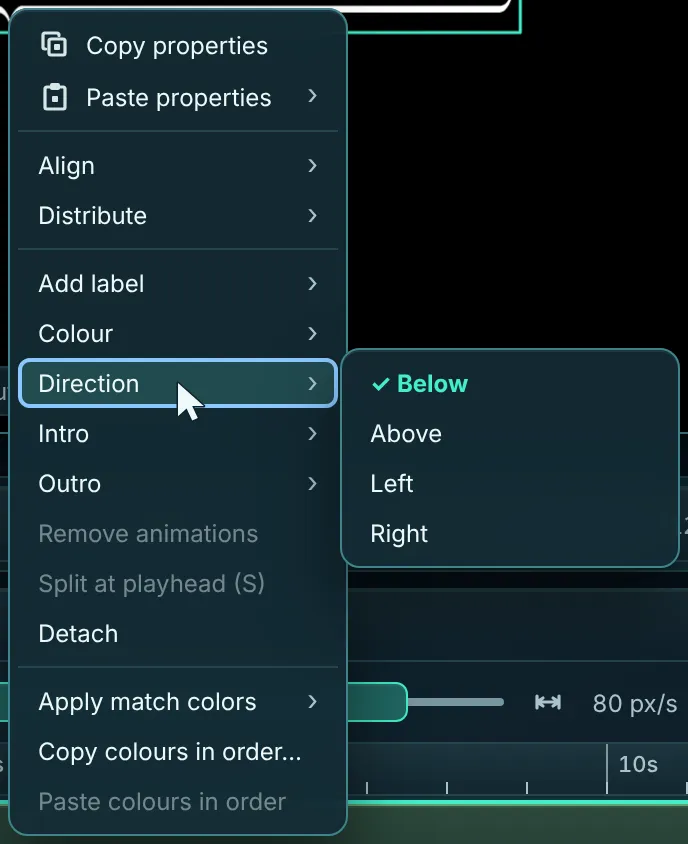 Copy properties
Paste properties
Align
Distribute
Add label
Colour
Direction
Below
Above
Left
Right
Intro
Outro
Remove animations
Split at playhead (S)
Detach
Apply match colors
80 px/s
Copy colours in order...
10s
Paste colours in order